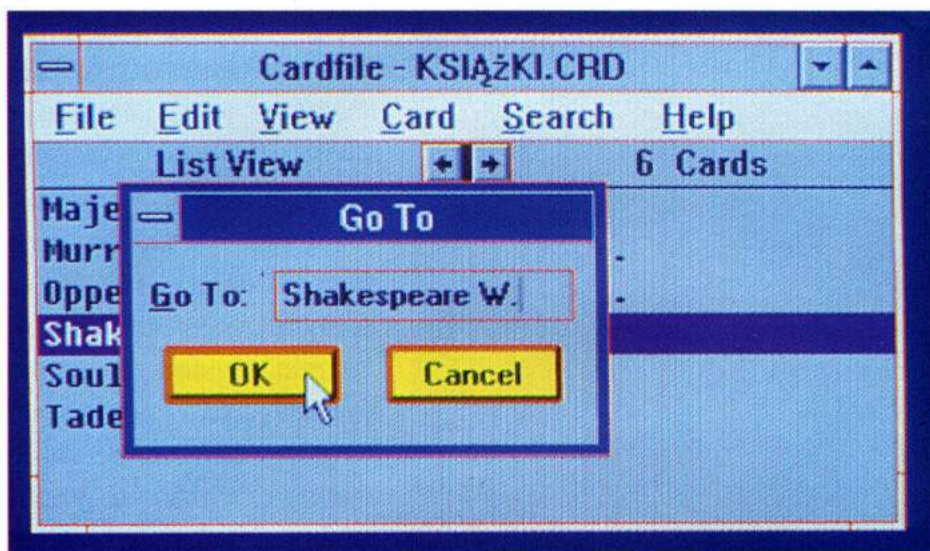 Cardfile - KSIĄżKI.CRD
File Edit View Card Search Help
List View 6 Cards
Go To
Go To: Shakespeare W.
OK Cancel
Maje
Murr .
Oppe .
Shak
Soul
Tade